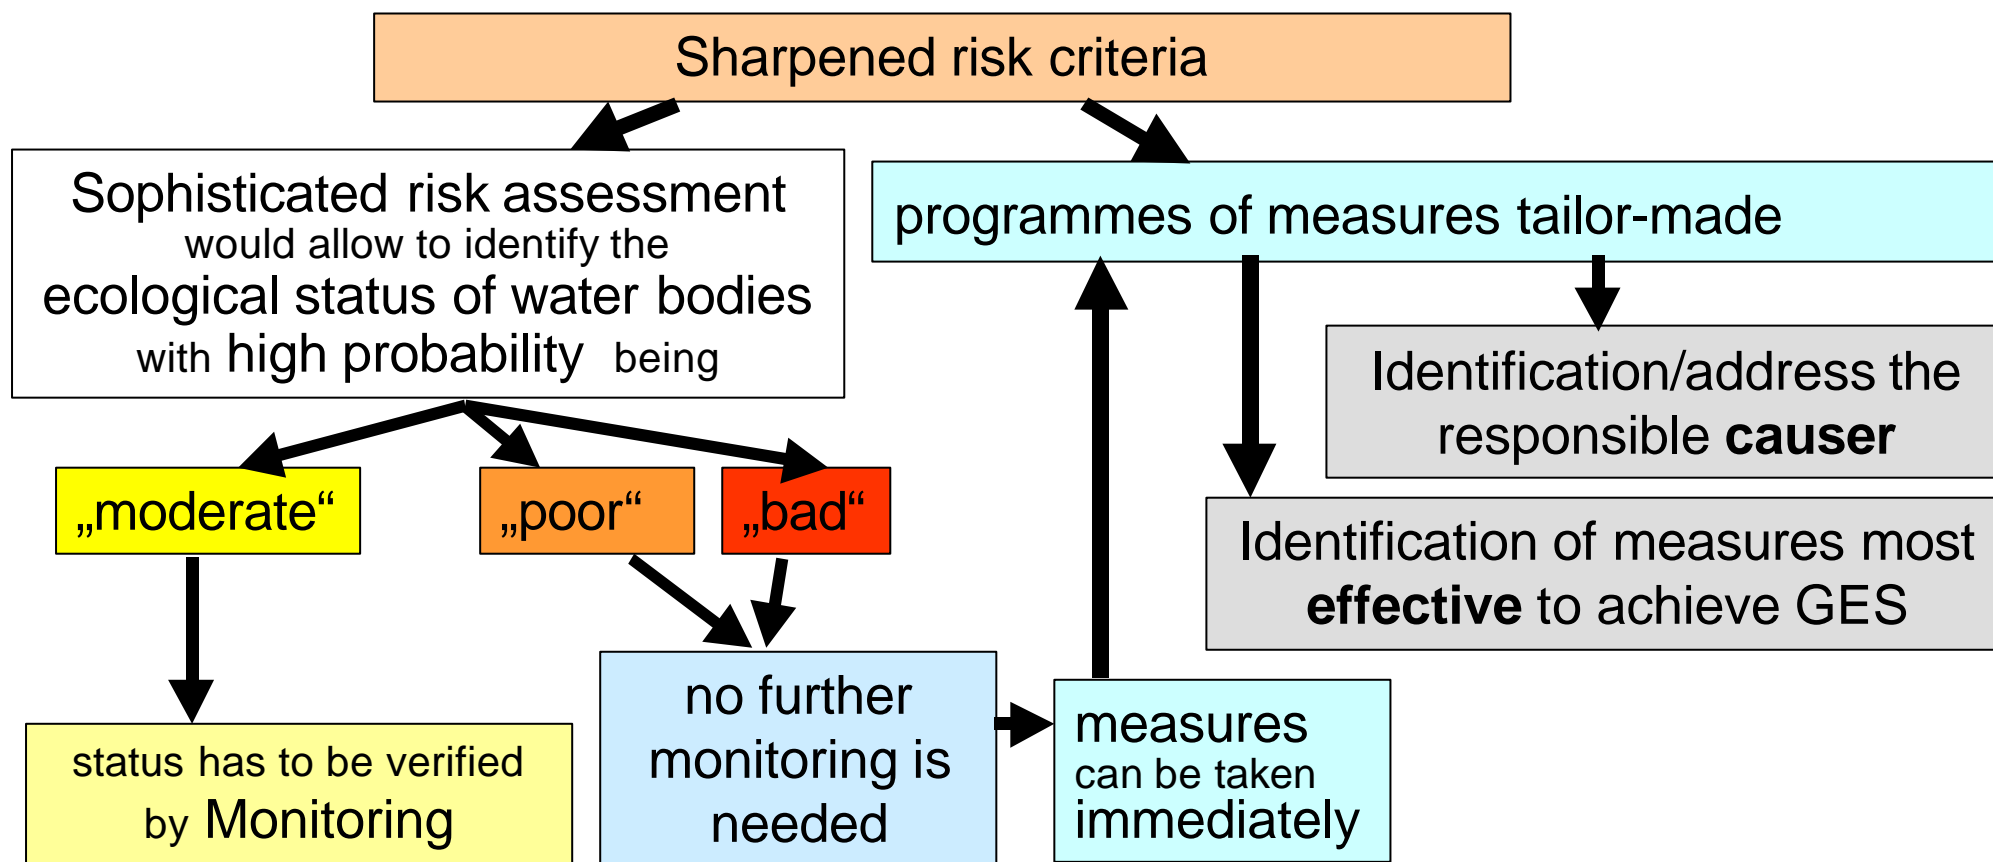 Sharpened risk criteria
Sophisticated risk assessment
would allow to identify the
ecological status of water bodies
with high probability being
programmes of measures tailor-made
Identification/address the
responsible causer
„moderate“
„poor“
„bad“
Identification of measures most
effective to achieve GES
status has to be verified
by Monitoring
no further
monitoring is
needed
measures
can be taken
immediately